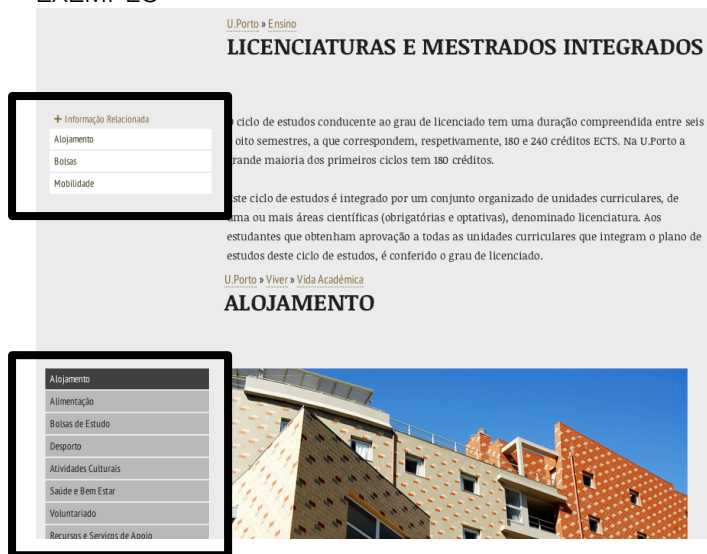 U.Porto » Ensino
LICENCIATURAS E MESTRADOS INTEGRADOS
+ Informação Relacionada
Alojamento
Bolsas
Mobilidade
ciclo de estudos conducente ao grau de licenciado tem uma duração compreendida entre seis
oito semestres, a que correspondem, respetivamente, 180 e 240 créditos ECTS. Na U.Porto a
grande maioria dos primeiros ciclos tem 180 créditos.
Este ciclo de estudos é integrado por um conjunto organizado de unidades curriculares, de
uma ou mais áreas científicas (obrigatórias e optativas), denominado licenciatura. Aos
estudantes que obtenham aprovação a todas as unidades curriculares que integram o plano de
estudos deste ciclo de estudos, é conferido o grau de licenciado.
U.Porto » Viver » Vida Académica
ALOJAMENTO
Alojamento
Alimentação
Bolsas de Estudo
Desporto
Atividades Culturais
Saúde e Bem Estar
Voluntariado
Recursos e Serviços de Apoio